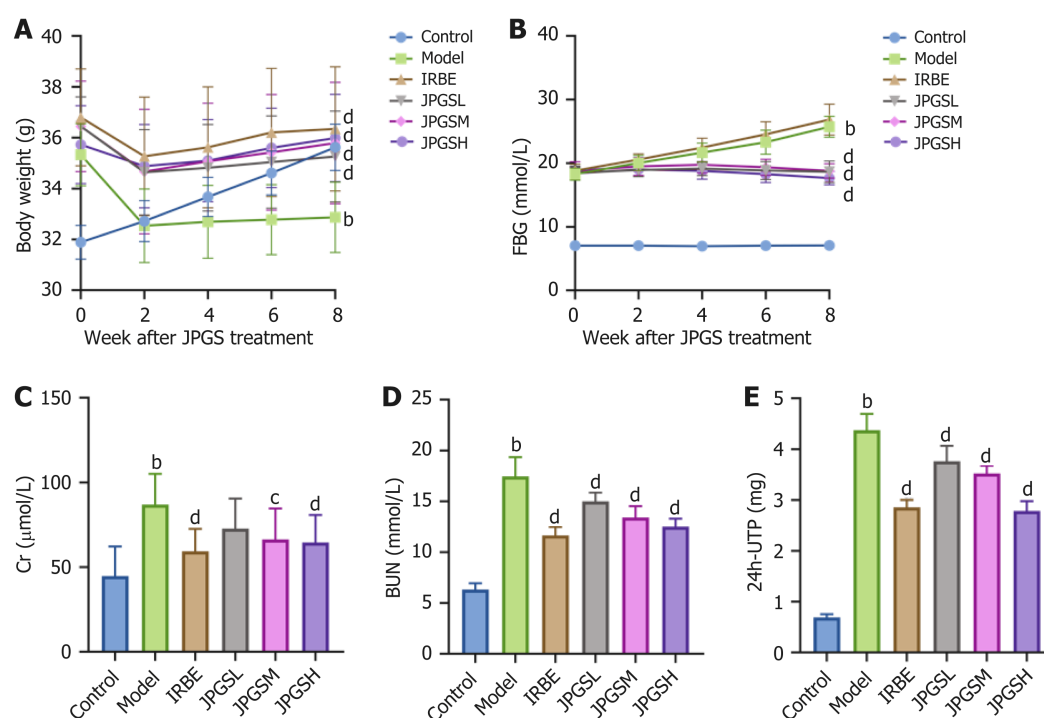 A
Body weight (g)
40
38
36
34
32
30
0 2 4 6 8
Week after JPGS treatment
d
d
d
d
b
Control
Model
IRBE
JPGSL
JPGSM
JPGSH
B
FBG (mmol/L)
40
30
20
10
0
0 2 4 6 8
Week after JPGS treatment
b
d
d
d
Control
Model
IRBE
JPGSL
JPGSM
JPGSH
C
Cr (μmol/L)
150
100
50
0
b
d
c
d
Control Model IRBE JPGSL JPGSM JPGSH
D
BUN (mmol/L)
25
20
15
10
5
0
b
d
d
d
d
Control Model IRBE JPGSL JPGSM JPGSH
E
24h-UTP (mg)
5
4
3
2
1
0
b
d
d
d
d
Control Model IRBE JPGSL JPGSM JPGSH